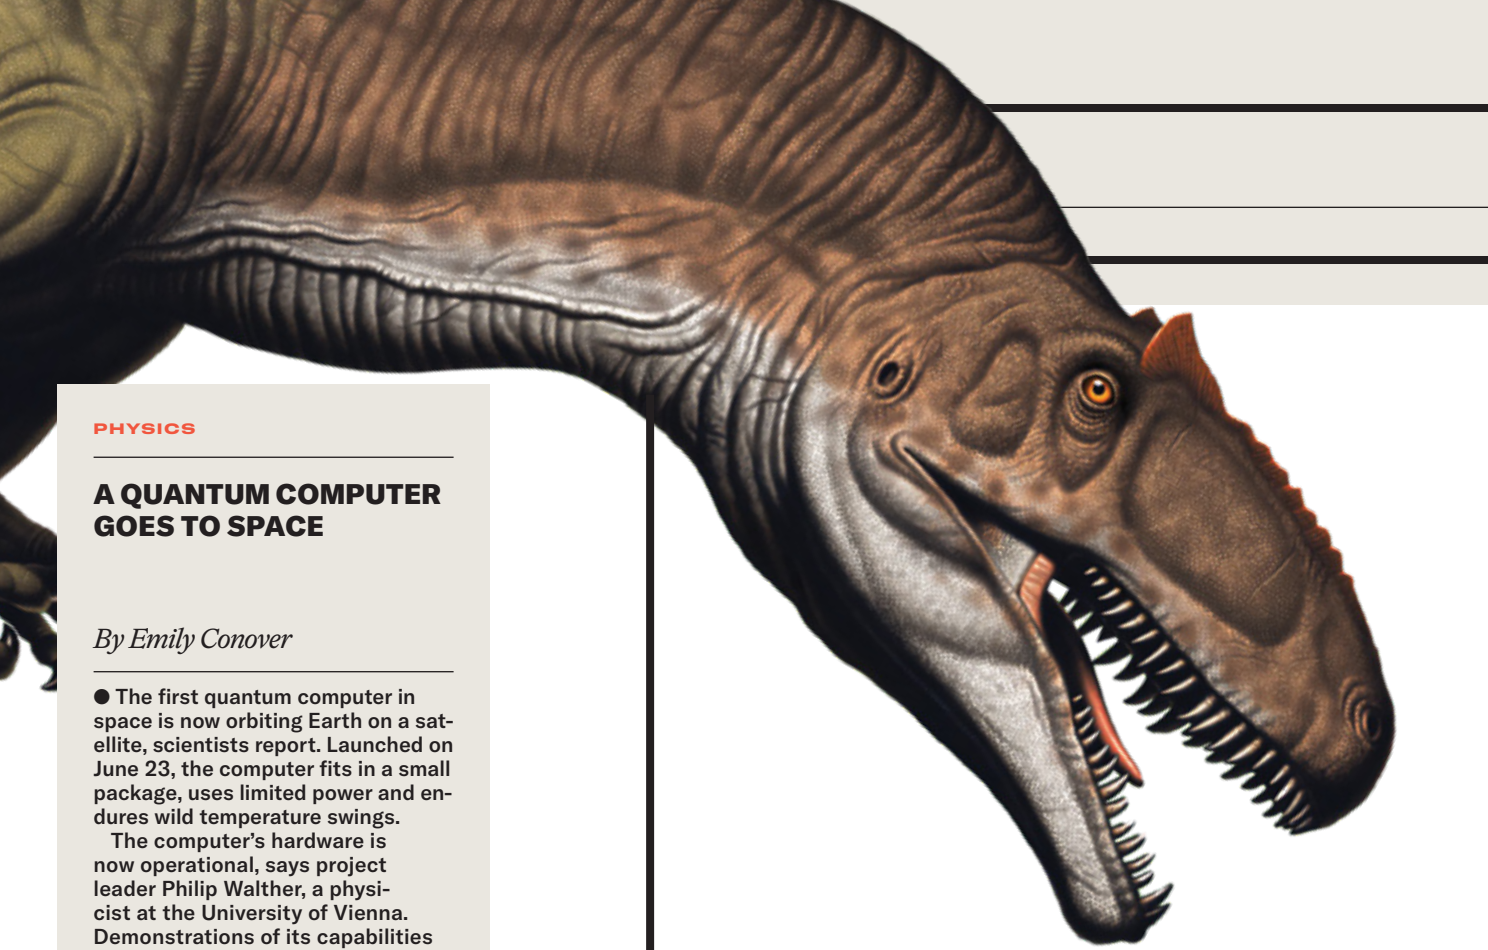 PHYSICS
A QUANTUM COMPUTER
GOES TO SPACE
By Emily Conover
● The first quantum computer in
space is now orbiting Earth on a sat-
ellite, scientists report. Launched on
June 23, the computer fits in a small
package, uses limited power and en-
dures wild temperature swings.
The computer’s hardware is
now operational, says project
leader Philip Walther, a physi-
cist at the University of Vienna.
Demonstrations of its capabilities